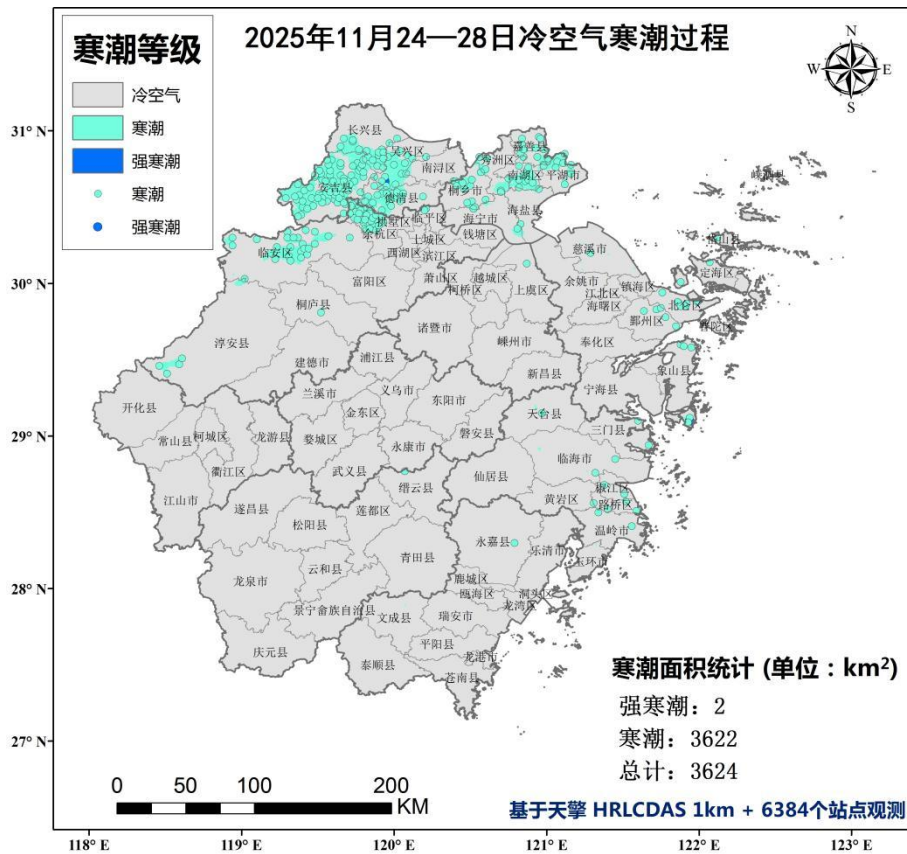 2025年11月24—28日冷空气寒潮过程
寒潮等级
冷空气
寒潮
强寒潮
寒潮
强寒潮
N
W
E
S
31° N
30° N
29° N
28° N
27° N
长兴县
吴兴区
南浔区
安吉县
德清县
嘉善县
秀洲区
南湖区
平湖市
桐乡市
海盐县
海宁市
临平区
拱墅区
余杭区
上城区
钱塘区
西湖区
滨江区
临安区
富阳区
萧山区
越城区
柯桥区
上虞区
慈溪市
余姚市
镇海区
江北区
海曙区
北仑区
鄞州区
奉化区
嵊泗县
岱山县
定海区
普陀区
桐庐县
淳安县
建德市
诸暨市
嵊州市
新昌县
浦江县
宁海县
象山县
开化县
兰溪市
义乌市
东阳市
金东区
天台县
三门县
常山县
柯城区
龙游县
婺城区
永康市
磐安县
临海市
衢江区
武义县
仙居县
椒江区
黄岩区
路桥区
江山市
遂昌县
缙云县
温岭市
松阳县
莲都区
永嘉县
乐清市
玉环市
龙泉市
云和县
青田县
鹿城区
瓯海区
洞头区
龙湾区
景宁畲族自治县
文成县
瑞安市
庆元县
平阳县
泰顺县
龙港市
苍南县
寒潮面积统计 (单位：km²)
强寒潮：2
寒潮：3622
总计：3624
0
50
100
200
KM
基于天擎 HRLCDAS 1km + 6384个站点观测
118° E
119° E
120° E
121° E
122° E
123° E